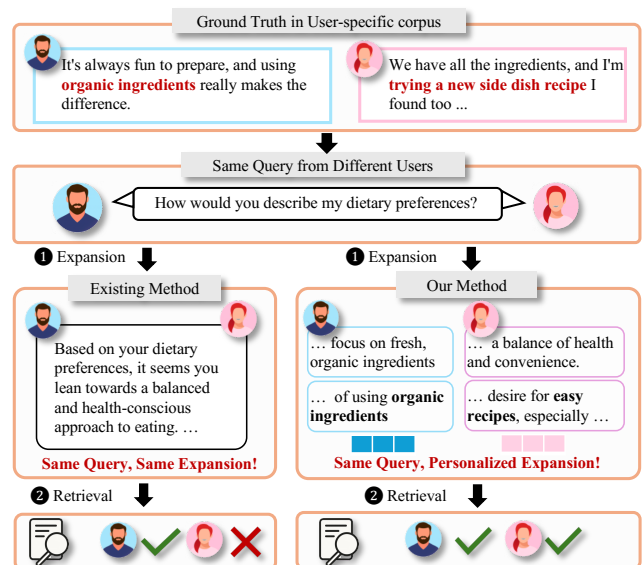 Ground Truth in User-specific corpus
It's always fun to prepare, and using
organic ingredients really makes the
difference.
We have all the ingredients, and I'm
trying a new side dish recipe I
found too ...
Same Query from Different Users
How would you describe my dietary preferences?
❶ Expansion
❶ Expansion
Existing Method
Based on your dietary
preferences, it seems you
lean towards a balanced
and health-conscious
approach to eating. …
Same Query, Same Expansion!
Our Method
… focus on fresh,
organic ingredients
… a balance of health
and convenience.
… of using organic
ingredients
… desire for easy
recipes, especially …
Same Query, Personalized Expansion!
❷ Retrieval
❷ Retrieval